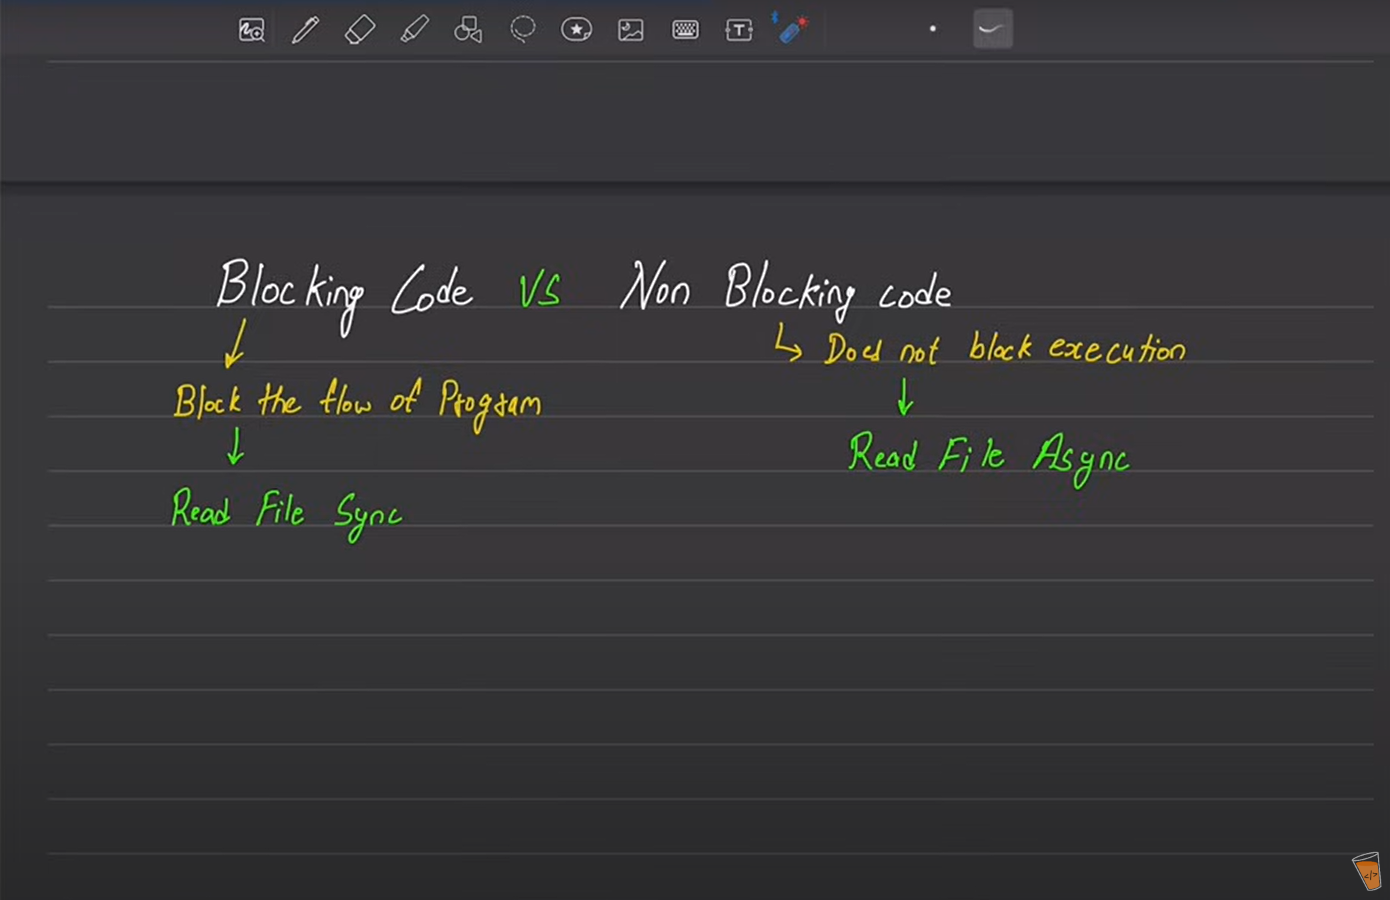 Blocking Code VS Non Blocking code
Does not block execution
Block the flow of Program
Read File Async
Read File Sync